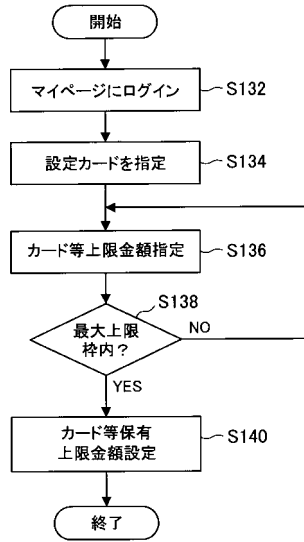 開始
マイページにログイン
S132
設定カードを指定
S134
カード等上限金額指定
S136
S138
最大上限
枠内？
NO
YES
カード等保有
上限金額設定
S140
終了